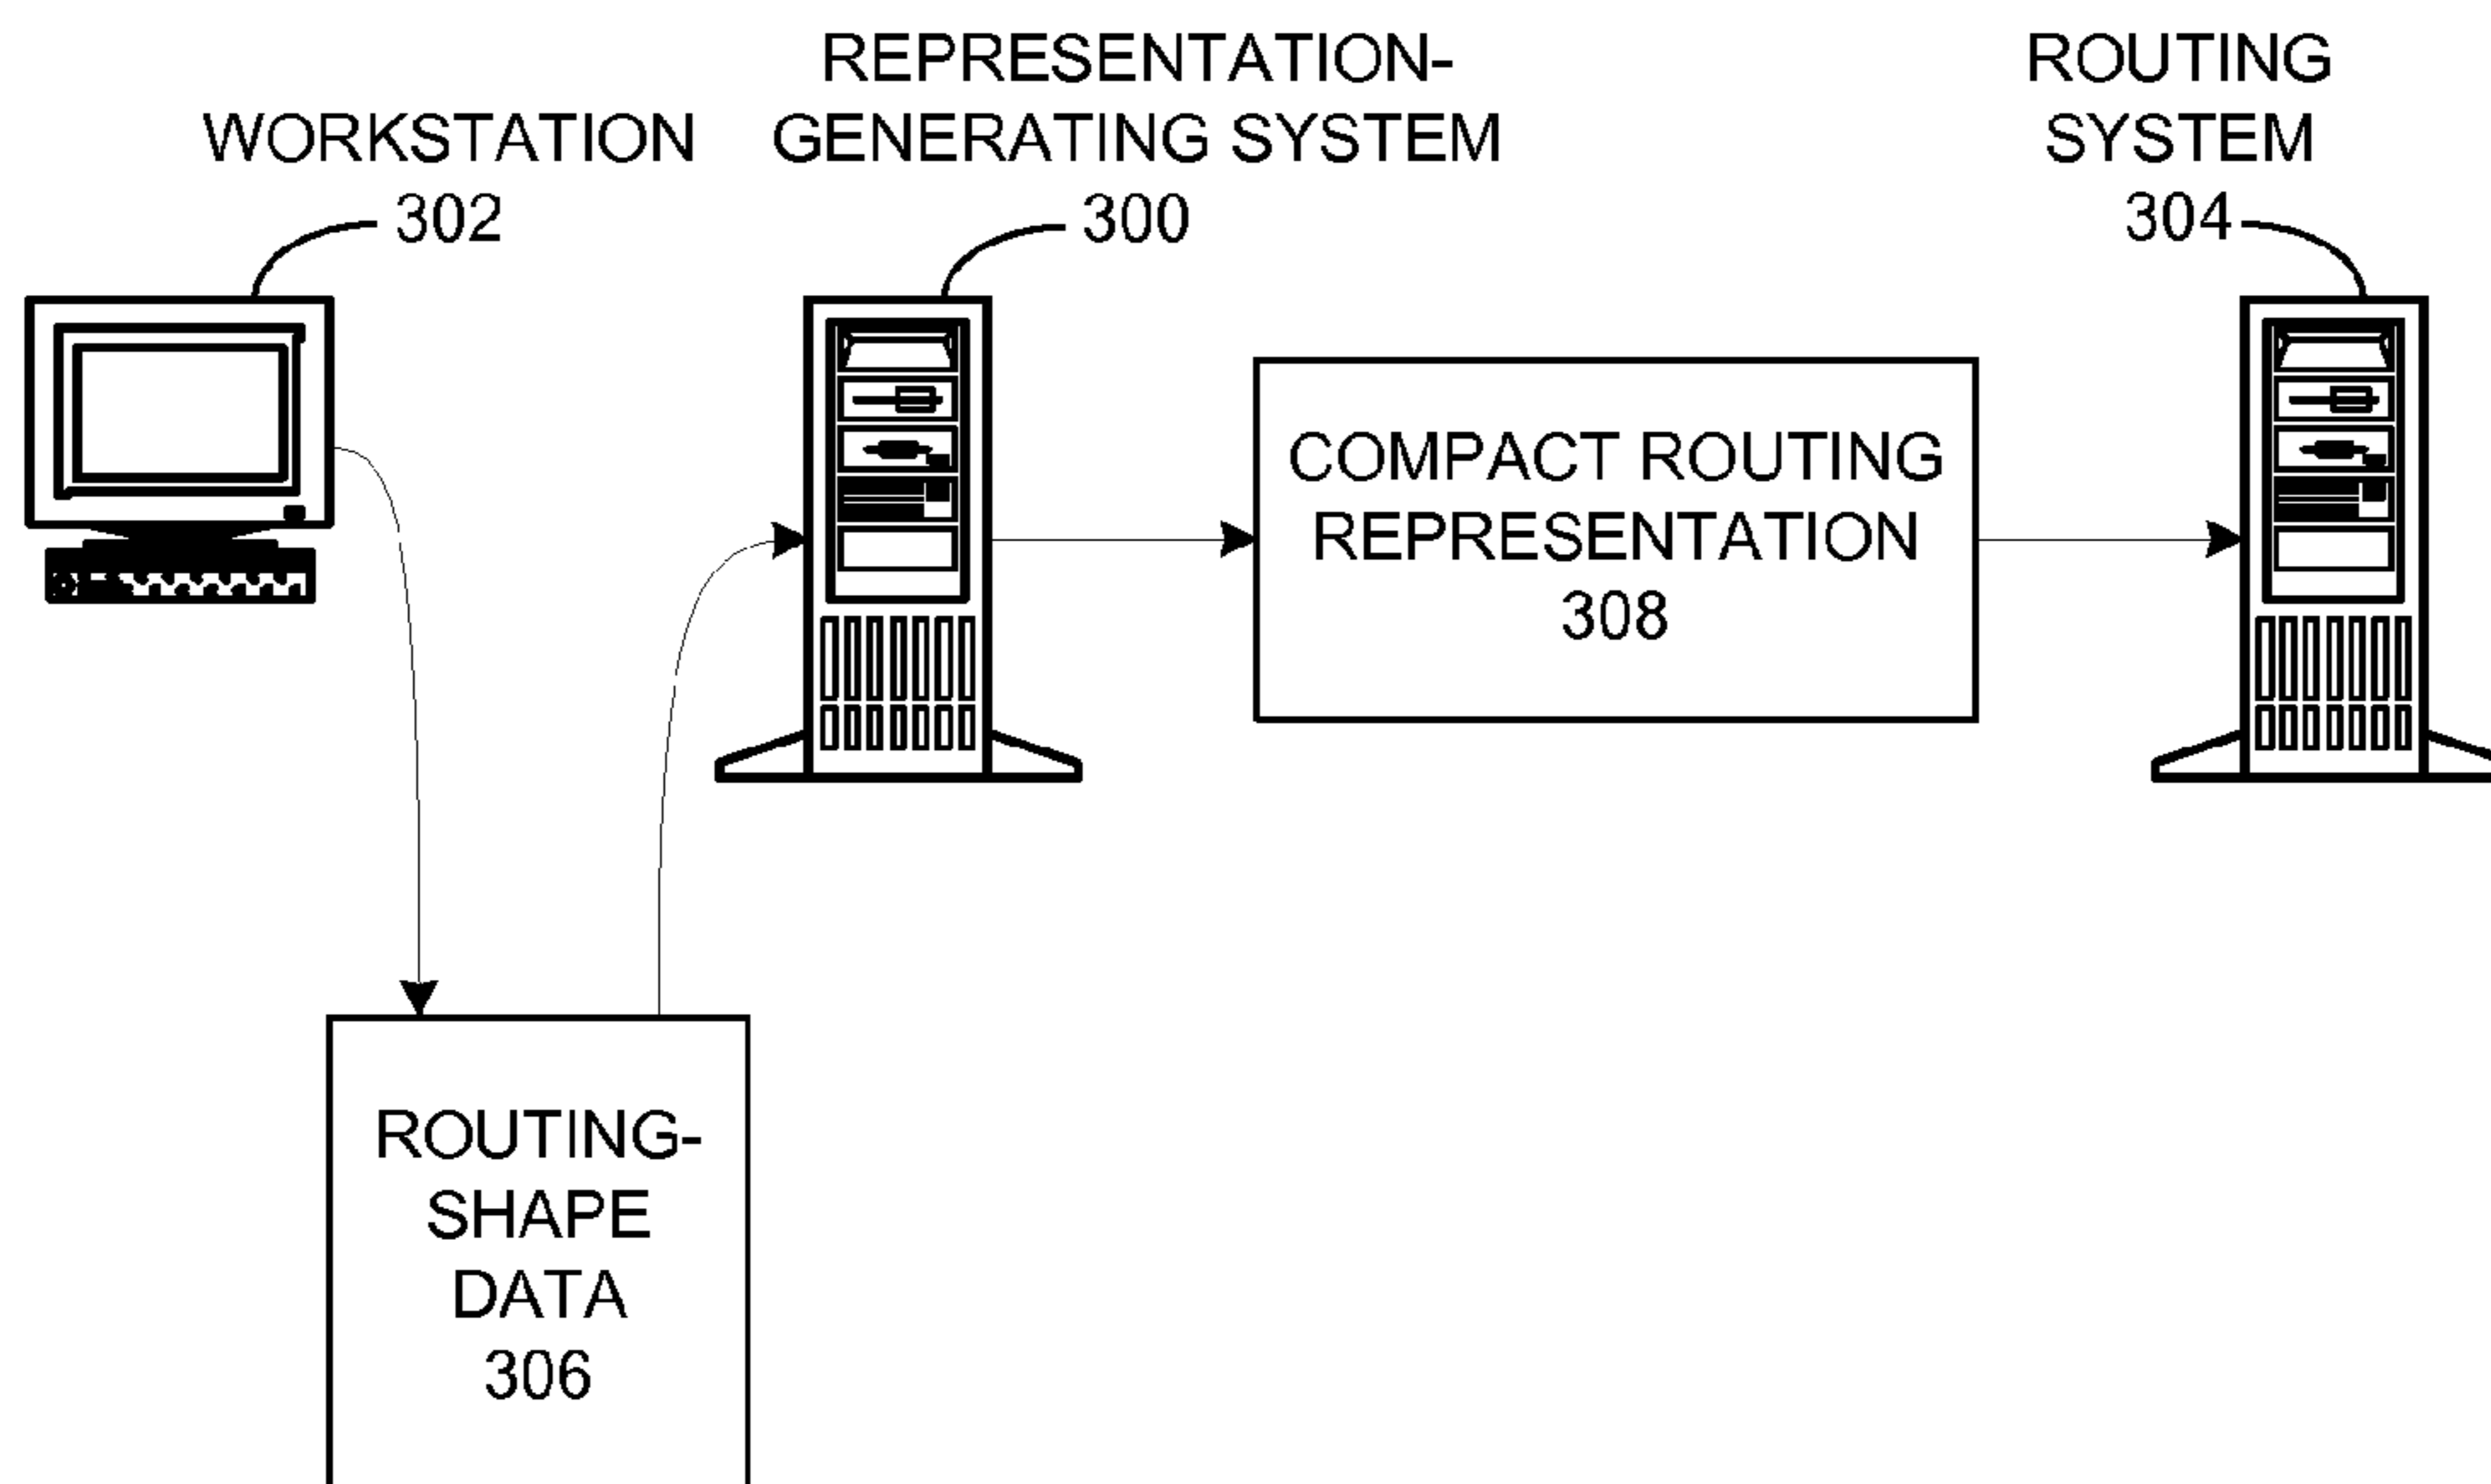 WORKSTATION
302
REPRESENTATION-
GENERATING SYSTEM
300
ROUTING
SYSTEM
304
COMPACT ROUTING
REPRESENTATION
308
ROUTING-
SHAPE
DATA
306